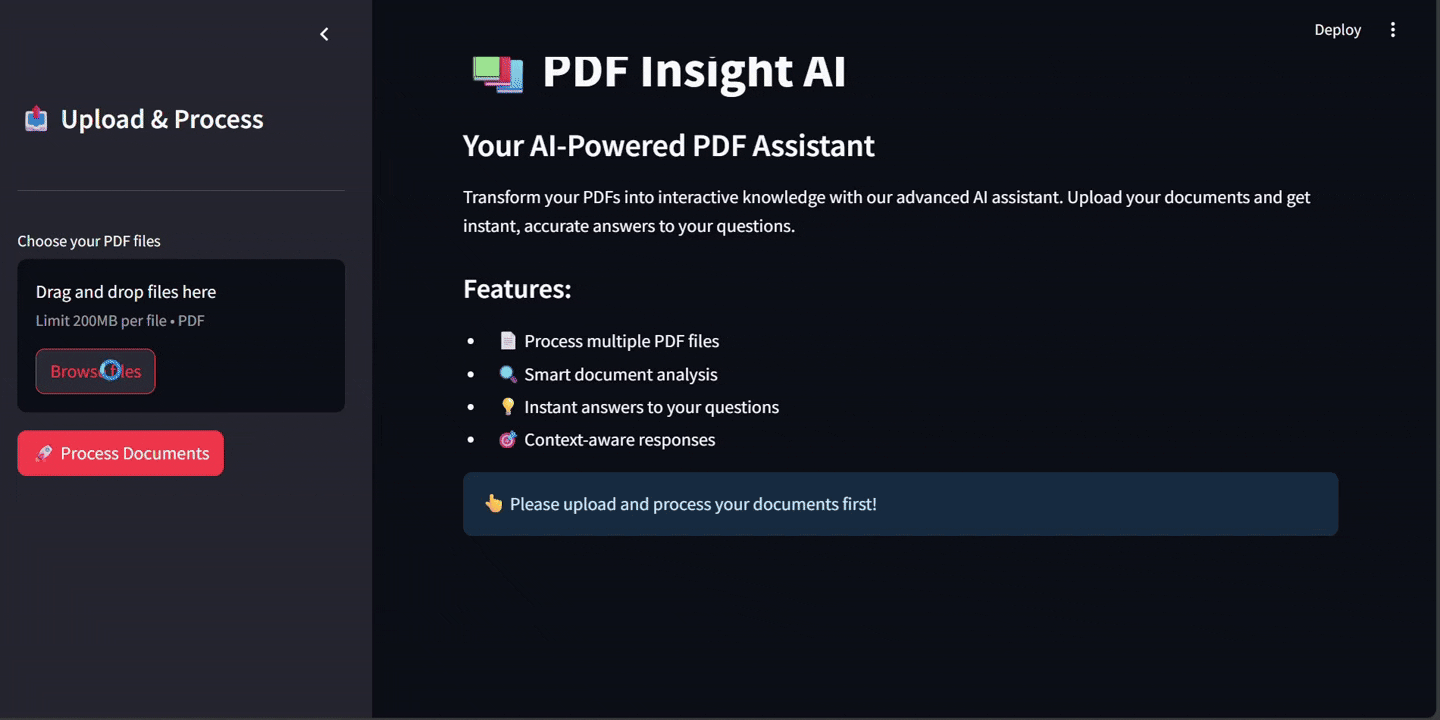 Deploy
Upload & Process
Choose your PDF files
Drag and drop files here
Limit 200MB per file • PDF
Browse files
Process Documents
PDF Insight AI
Your AI-Powered PDF Assistant
Transform your PDFs into interactive knowledge with our advanced AI assistant. Upload your documents and get
instant, accurate answers to your questions.
Features:
• Process multiple PDF files
• Smart document analysis
• Instant answers to your questions
• Context-aware responses
Please upload and process your documents first!